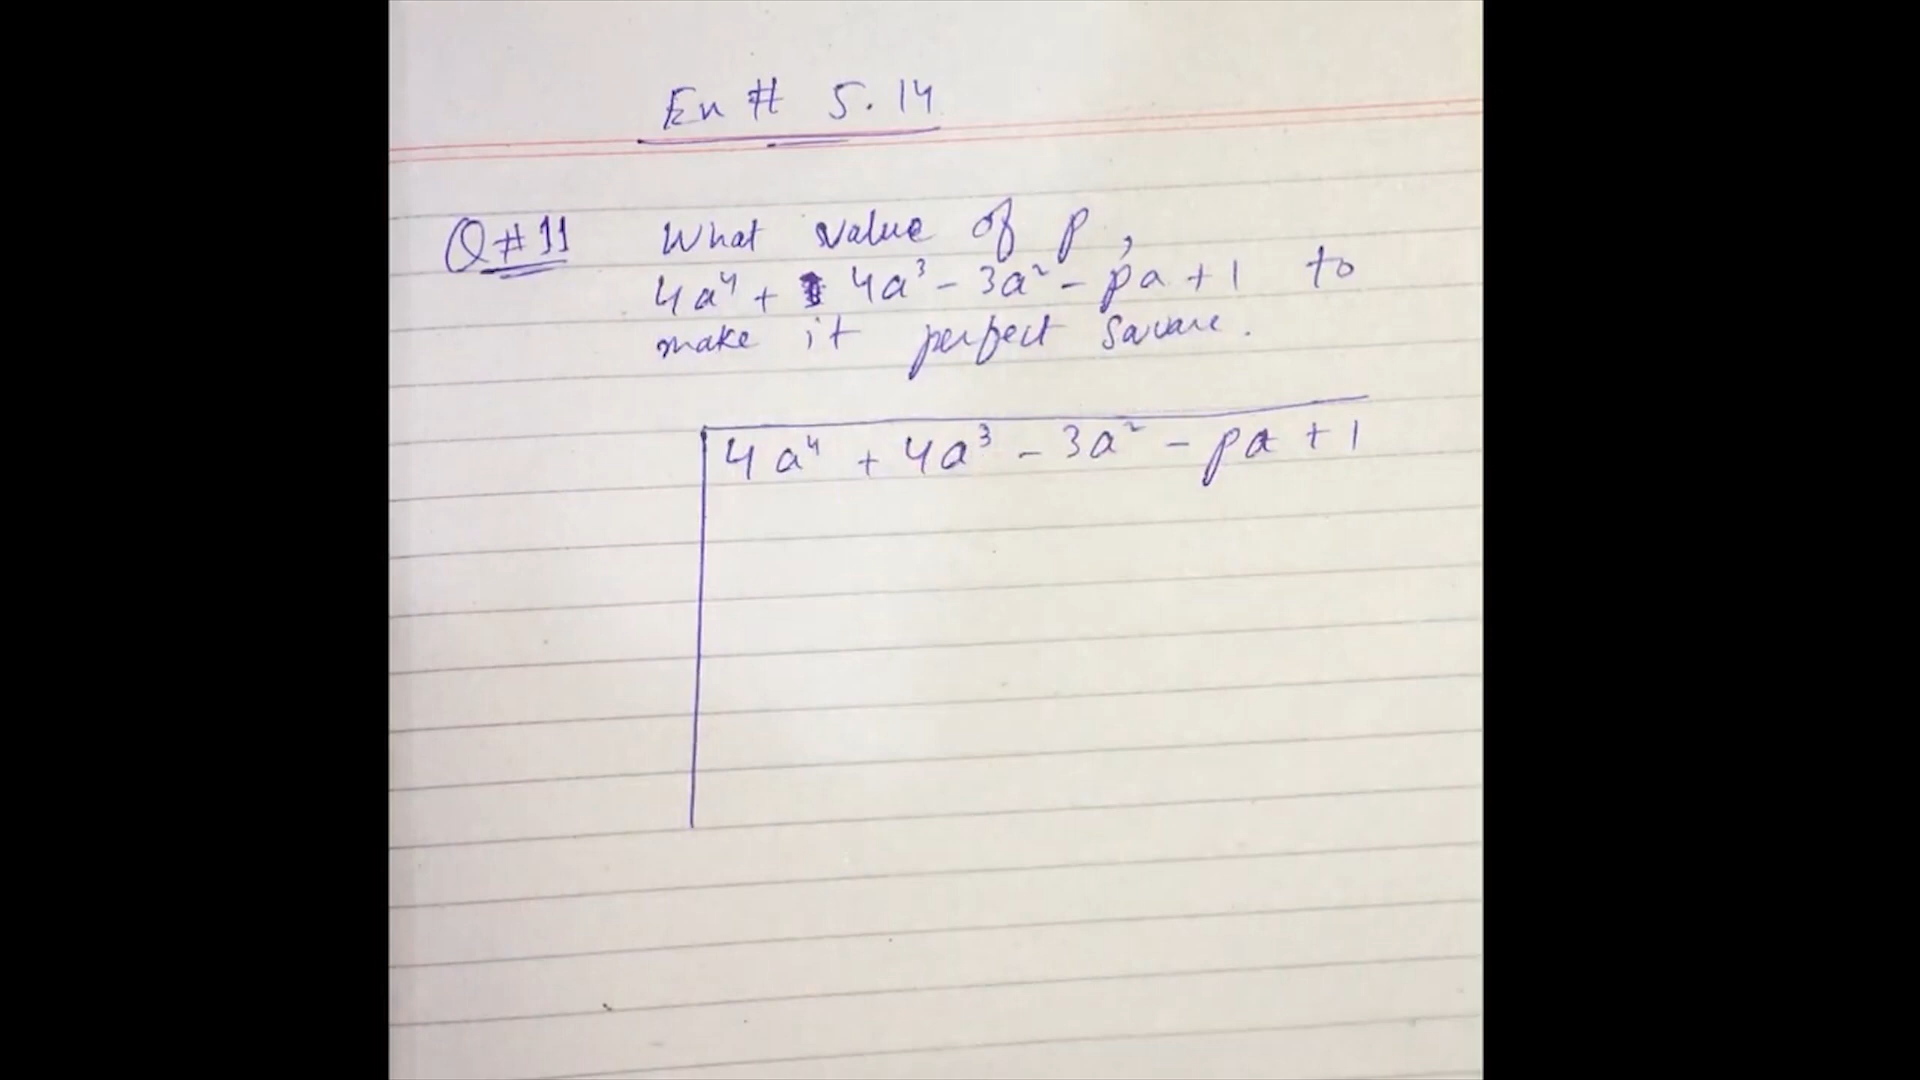 Ex # 5.14
Q#11 What value of p,
4a⁴ + 4a³ - 3a² - pa + 1 to
make it perfect Square.
4a⁴ + 4a³ - 3a² - pa + 1